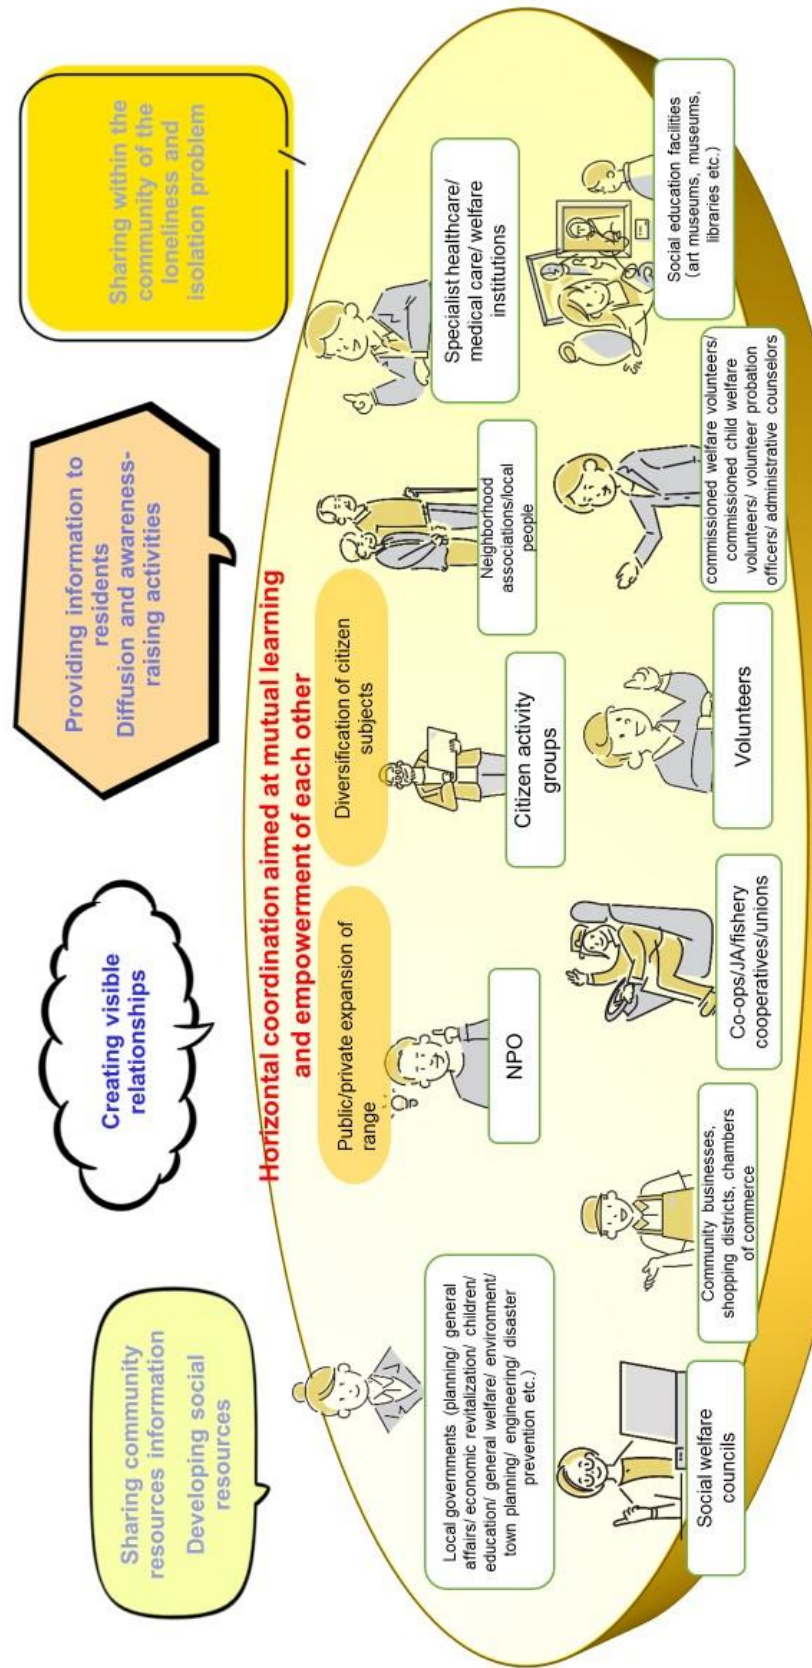 Sharing community
resources information
Developing social
resources
Creating visible
relationships
Providing information to
residents
Diffusion and awareness-
raising activities
Sharing within the
community of the
loneliness and
isolation problem
Horizontal coordination aimed at mutual learning
and empowerment of each other
Public/private expansion of
range
Diversification of citizen
subjects
Local governments (planning/ general
affairs/ economic revitalization/ children/
education/ general welfare/ environment/
town planning/ engineering/ disaster
prevention etc.)
NPO
Citizen activity
groups
Neighborhood
associations/local
people
Specialist healthcare/
medical care/ welfare
institutions
Social welfare
councils
Community businesses,
shopping districts, chambers
of commerce
Co-ops/JA/fishery
cooperatives/unions
Volunteers
commissioned welfare volunteers/
commissioned child welfare
volunteers/ volunteer probation
officers/ administrative counselors
Social education facilities
(art museums, museums,
libraries etc.)